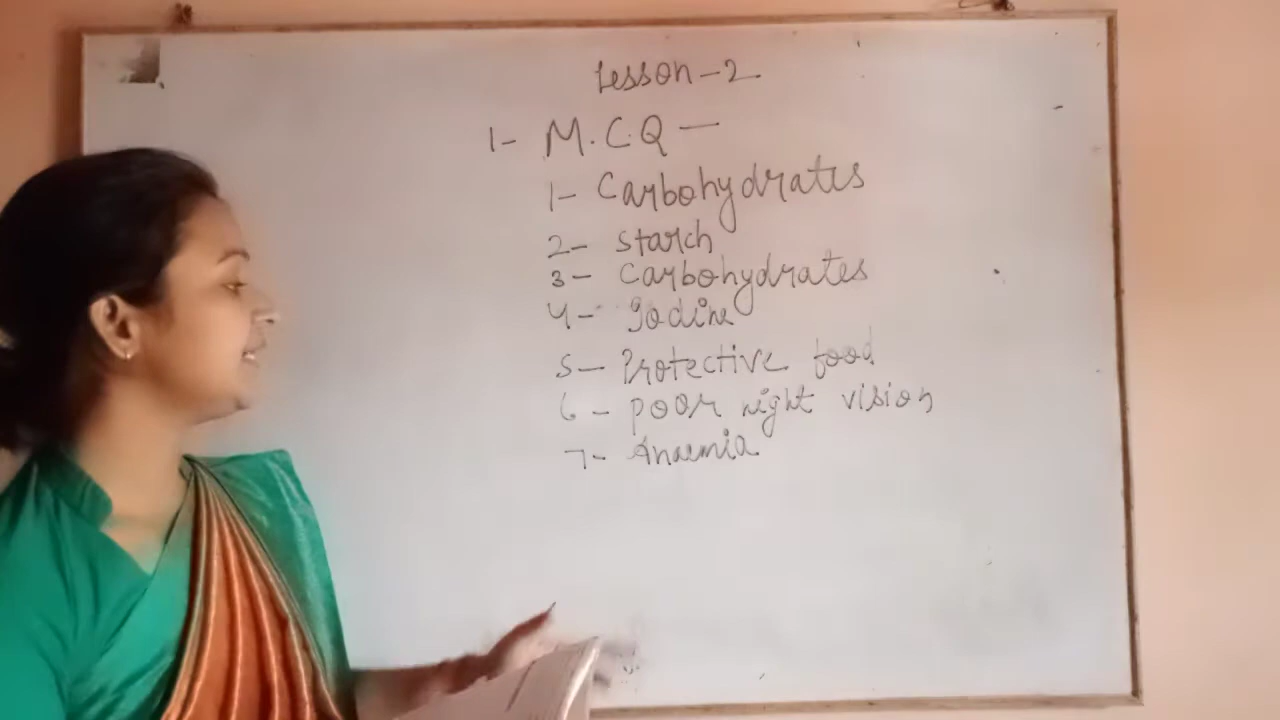 Lesson-2
1- M.C.Q-
1- Carbohydrates
2- Starch
3- Carbohydrates
4- Iodine
5- Protective food
6- poor night vision
7- Anaemia